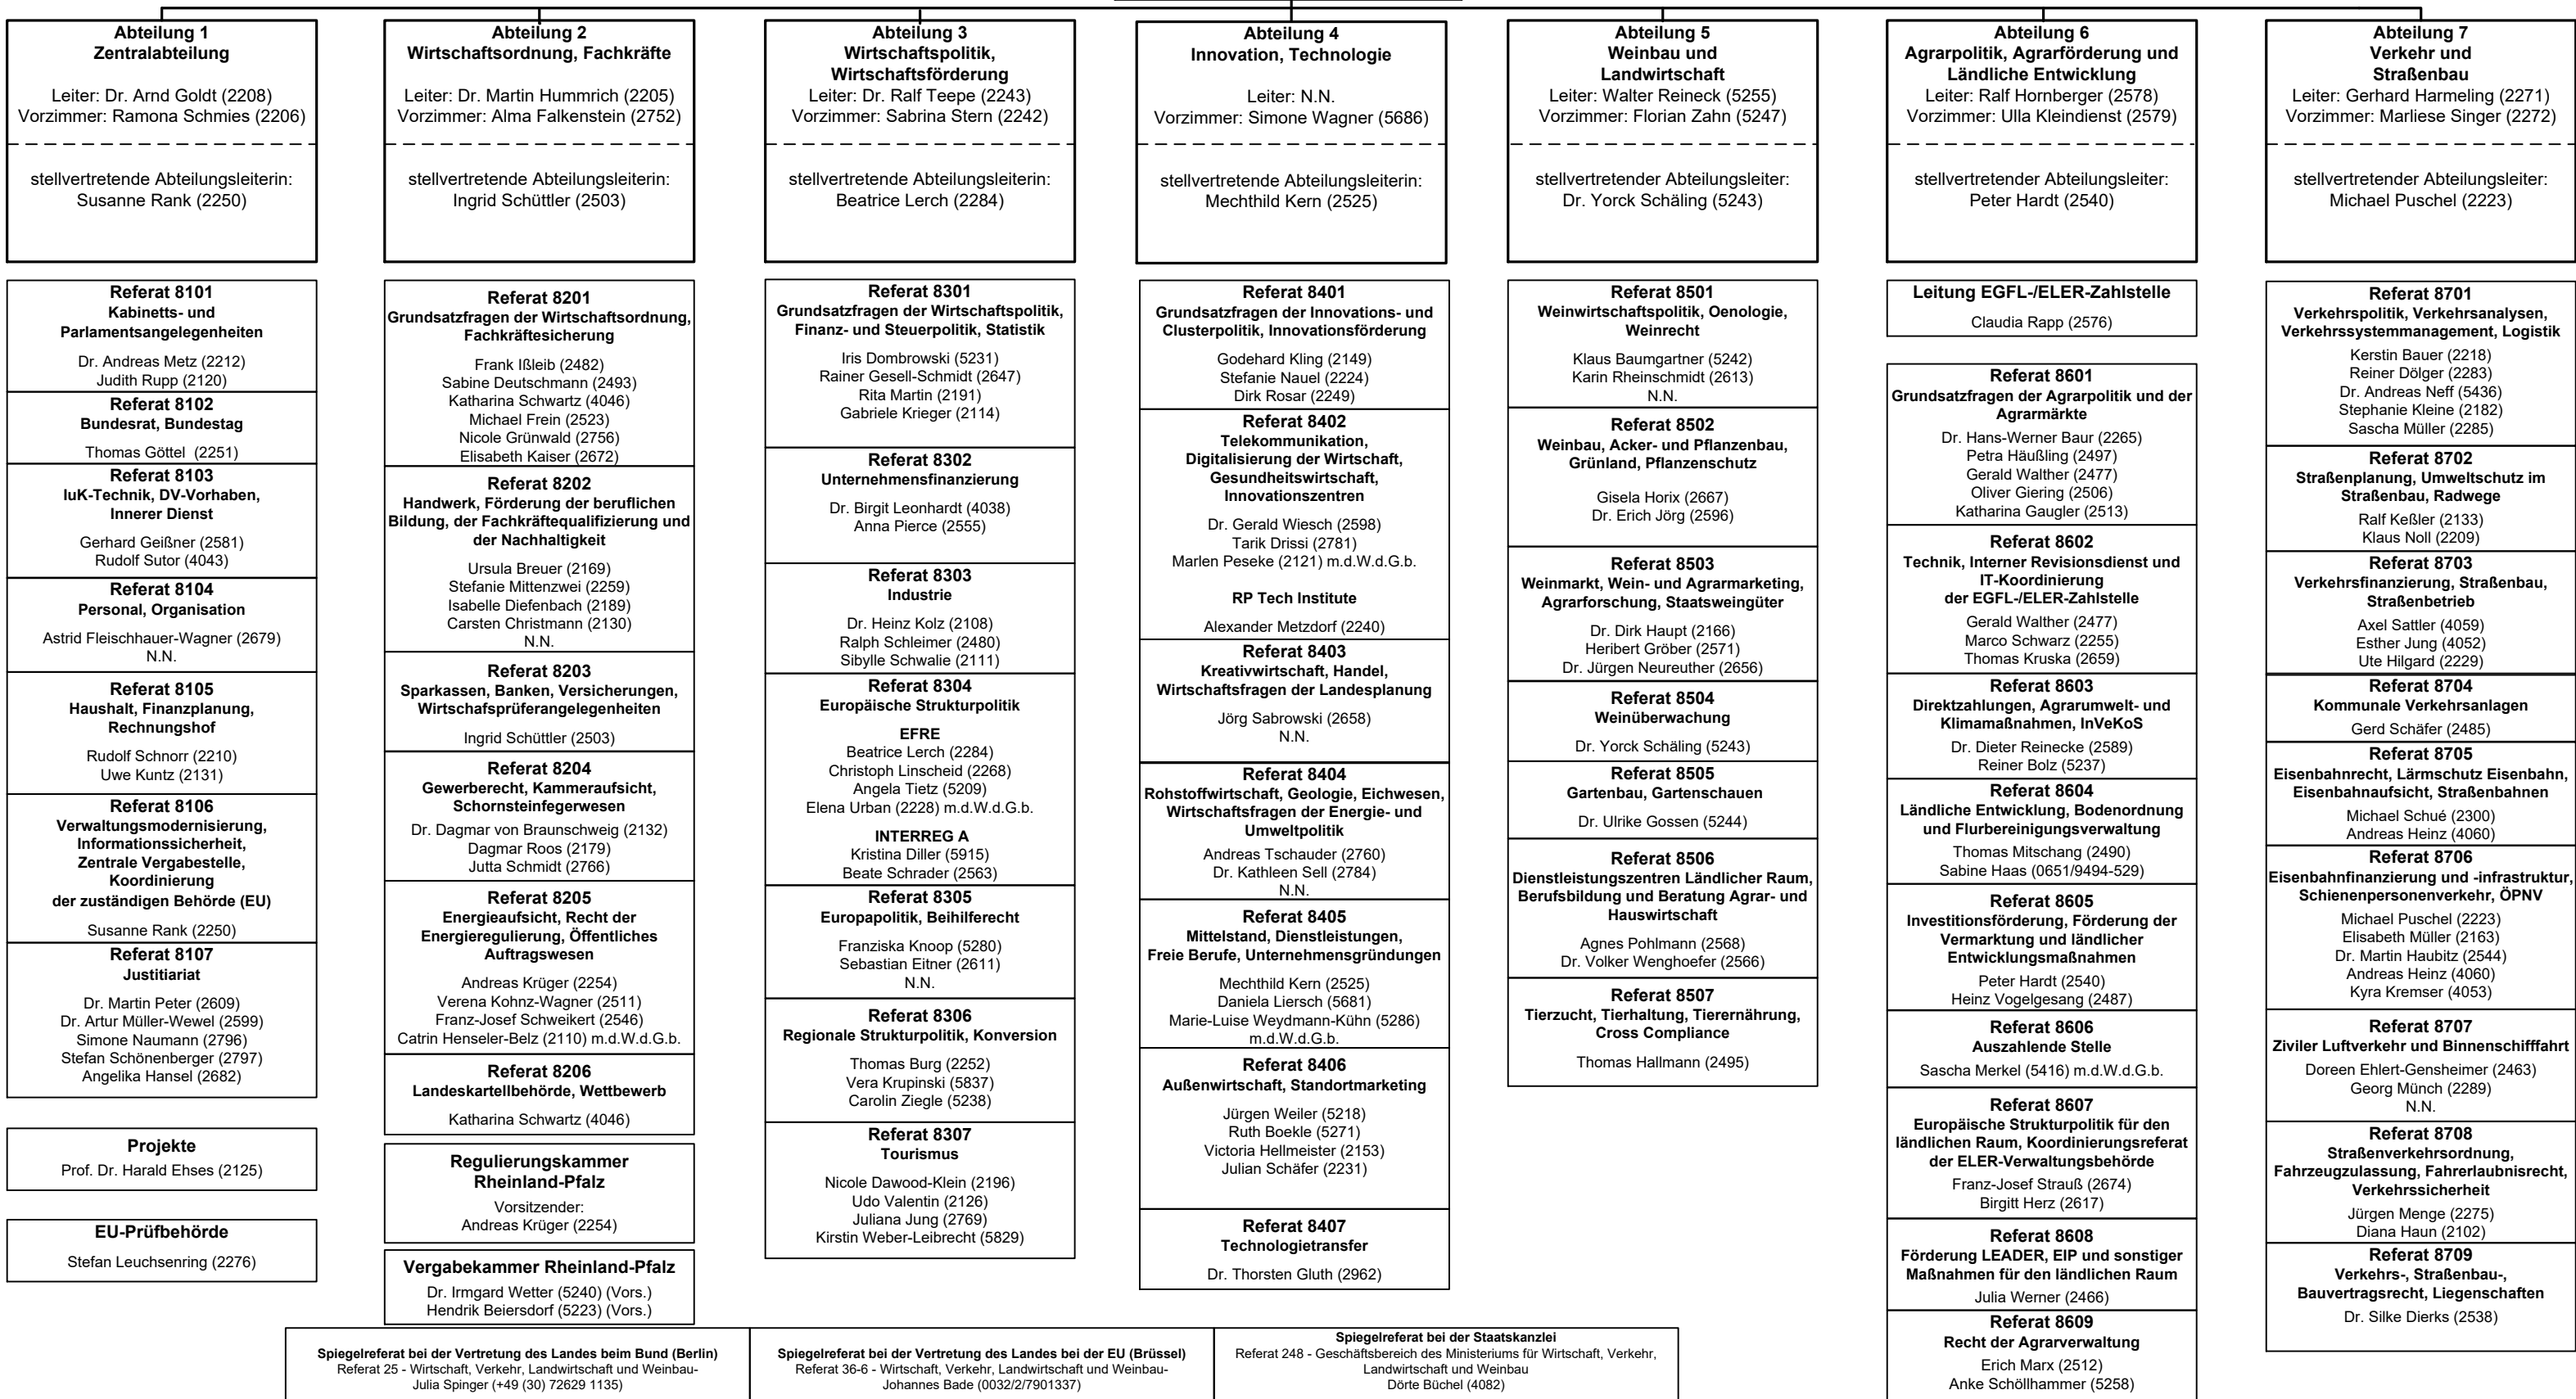 Abteilung 1
Zentralabteilung
Leiter: Dr. Arnd Goldt (2208)
Vorzimmer: Ramona Schmies (2206)
stellvertretende Abteilungsleiterin:
Susanne Rank (2250)
Referat 8101
Kabinetts- und
Parlamentsangelegenheiten
Dr. Andreas Metz (2212)
Judith Rupp (2120)
Referat 8102
Bundesrat, Bundestag
Thomas Göttel (2251)
Referat 8103
IuK-Technik, DV-Vorhaben,
Innerer Dienst
Gerhard Geißner (2581)
Rudolf Sutor (4043)
Referat 8104
Personal, Organisation
Astrid Fleischhauer-Wagner (2679)
N.N.
Referat 8105
Haushalt, Finanzplanung,
Rechnungshof
Rudolf Schnorr (2210)
Uwe Kuntz (2131)
Referat 8106
Verwaltungsmodernisierung,
Informationssicherheit,
Zentrale Vergabestelle,
Koordinierung
der zuständigen Behörde (EU)
Susanne Rank (2250)
Referat 8107
Justitiariat
Dr. Martin Peter (2609)
Dr. Artur Müller-Wewel (2599)
Simone Naumann (2796)
Stefan Schönenberger (2797)
Angelika Hansel (2682)
Projekte
Prof. Dr. Harald Ehses (2125)
EU-Prüfbehörde
Stefan Leuchsenring (2276)
Abteilung 2
Wirtschaftsordnung, Fachkräfte
Leiter: Dr. Martin Hummrich (2205)
Vorzimmer: Alma Falkenstein (2752)
stellvertretende Abteilungsleiterin:
Ingrid Schüttler (2503)
Referat 8201
Grundsatzfragen der Wirtschaftsordnung,
Fachkräftesicherung
Frank Ißleib (2482)
Sabine Deutschmann (2493)
Katharina Schwartz (4046)
Michael Frein (2523)
Nicole Grünwald (2756)
Elisabeth Kaiser (2672)
Referat 8202
Handwerk, Förderung der beruflichen
Bildung, der Fachkräftequalifizierung und
der Nachhaltigkeit
Ursula Breuer (2169)
Stefanie Mittenzwei (2259)
Isabelle Diefenbach (2189)
Carsten Christmann (2130)
N.N.
Referat 8203
Sparkassen, Banken, Versicherungen,
Wirtschafsprüferangelegenheiten
Ingrid Schüttler (2503)
Referat 8204
Gewerberecht, Kammeraufsicht,
Schornsteinfegerwesen
Dr. Dagmar von Braunschweig (2132)
Dagmar Roos (2179)
Jutta Schmidt (2766)
Referat 8205
Energieaufsicht, Recht der
Energieregulierung, Öffentliches
Auftragswesen
Andreas Krüger (2254)
Verena Kohnz-Wagner (2511)
Franz-Josef Schweikert (2546)
Catrin Henseler-Belz (2110) m.d.W.d.G.b.
Referat 8206
Landeskartellbehörde, Wettbewerb
Katharina Schwartz (4046)
Regulierungskammer
Rheinland-Pfalz
Vorsitzender:
Andreas Krüger (2254)
Vergabekammer Rheinland-Pfalz
Dr. Irmgard Wetter (5240) (Vors.)
Hendrik Beiersdorf (5223) (Vors.)
Abteilung 3
Wirtschaftspolitik,
Wirtschaftsförderung
Leiter: Dr. Ralf Teepe (2243)
Vorzimmer: Sabrina Stern (2242)
stellvertretende Abteilungsleiterin:
Beatrice Lerch (2284)
Referat 8301
Grundsatzfragen der Wirtschaftspolitik,
Finanz- und Steuerpolitik, Statistik
Iris Dombrowski (5231)
Rainer Gesell-Schmidt (2647)
Rita Martin (2191)
Gabriele Krieger (2114)
Referat 8302
Unternehmensfinanzierung
Dr. Birgit Leonhardt (4038)
Anna Pierce (2555)
Referat 8303
Industrie
Dr. Heinz Kolz (2108)
Ralph Schleimer (2480)
Sibylle Schwalie (2111)
Referat 8304
Europäische Strukturpolitik
EFRE
Beatrice Lerch (2284)
Christoph Linscheid (2268)
Angela Tietz (5209)
Elena Urban (2228) m.d.W.d.G.b.
INTERREG A
Kristina Diller (5915)
Beate Schrader (2563)
Referat 8305
Europapolitik, Beihilferecht
Franziska Knoop (5280)
Sebastian Eitner (2611)
N.N.
Referat 8306
Regionale Strukturpolitik, Konversion
Thomas Burg (2252)
Vera Krupinski (5837)
Carolin Ziegle (5238)
Referat 8307
Tourismus
Nicole Dawood-Klein (2196)
Udo Valentin (2126)
Juliana Jung (2769)
Kirstin Weber-Leibrecht (5829)
Abteilung 4
Innovation, Technologie
Leiter: N.N.
Vorzimmer: Simone Wagner (5686)
stellvertretende Abteilungsleiterin:
Mechthild Kern (2525)
Referat 8401
Grundsatzfragen der Innovations- und
Clusterpolitik, Innovationsförderung
Godehard Kling (2149)
Stefanie Nauel (2224)
Dirk Rosar (2249)
Referat 8402
Telekommunikation,
Digitalisierung der Wirtschaft,
Gesundheitswirtschaft,
Innovationszentren
Dr. Gerald Wiesch (2598)
Tarik Drissi (2781)
Marlen Peseke (2121) m.d.W.d.G.b.
RP Tech Institute
Alexander Metzdorf (2240)
Referat 8403
Kreativwirtschaft, Handel,
Wirtschaftsfragen der Landesplanung
Jörg Sabrowski (2658)
N.N.
Referat 8404
Rohstoffwirtschaft, Geologie, Eichwesen,
Wirtschaftsfragen der Energie- und
Umweltpolitik
Andreas Tschauder (2760)
Dr. Kathleen Sell (2784)
N.N.
Referat 8405
Mittelstand, Dienstleistungen,
Freie Berufe, Unternehmensgründungen
Mechthild Kern (2525)
Daniela Liersch (5681)
Marie-Luise Weydmann-Kühn (5286)
m.d.W.d.G.b.
Referat 8406
Außenwirtschaft, Standortmarketing
Jürgen Weiler (5218)
Ruth Boekle (5271)
Victoria Hellmeister (2153)
Julian Schäfer (2231)
Referat 8407
Technologietransfer
Dr. Thorsten Gluth (2962)
Abteilung 5
Weinbau und
Landwirtschaft
Leiter: Walter Reineck (5255)
Vorzimmer: Florian Zahn (5247)
stellvertretender Abteilungsleiter:
Dr. Yorck Schäling (5243)
Referat 8501
Weinwirtschaftspolitik, Oenologie,
Weinrecht
Klaus Baumgartner (5242)
Karin Rheinschmidt (2613)
N.N.
Referat 8502
Weinbau, Acker- und Pflanzenbau,
Grünland, Pflanzenschutz
Gisela Horix (2667)
Dr. Erich Jörg (2596)
Referat 8503
Weinmarkt, Wein- und Agrarmarketing,
Agrarforschung, Staatsweingüter
Dr. Dirk Haupt (2166)
Heribert Gröber (2571)
Dr. Jürgen Neureuther (2656)
Referat 8504
Weinüberwachung
Dr. Yorck Schäling (5243)
Referat 8505
Gartenbau, Gartenschauen
Dr. Ulrike Gossen (5244)
Referat 8506
Dienstleistungszentren Ländlicher Raum,
Berufsbildung und Beratung Agrar- und
Hauswirtschaft
Agnes Pohlmann (2568)
Dr. Volker Wenghoefer (2566)
Referat 8507
Tierzucht, Tierhaltung, Tierernährung,
Cross Compliance
Thomas Hallmann (2495)
Abteilung 6
Agrarpolitik, Agrarförderung und
Ländliche Entwicklung
Leiter: Ralf Hornberger (2578)
Vorzimmer: Ulla Kleindienst (2579)
stellvertretender Abteilungsleiter:
Peter Hardt (2540)
Leitung EGFL-/ELER-Zahlstelle
Claudia Rapp (2576)
Referat 8601
Grundsatzfragen der Agrarpolitik und der
Agrarmärkte
Dr. Hans-Werner Baur (2265)
Petra Häußling (2497)
Gerald Walther (2477)
Oliver Giering (2506)
Katharina Gaugler (2513)
Referat 8602
Technik, Interner Revisionsdienst und
IT-Koordinierung
der EGFL-/ELER-Zahlstelle
Gerald Walther (2477)
Marco Schwarz (2255)
Thomas Kruska (2659)
Referat 8603
Direktzahlungen, Agrarumwelt- und
Klimamaßnahmen, InVeKoS
Dr. Dieter Reinecke (2589)
Reiner Bolz (5237)
Referat 8604
Ländliche Entwicklung, Bodenordnung
und Flurbereinigungsverwaltung
Thomas Mitschang (2490)
Sabine Haas (0651/9494-529)
Referat 8605
Investitionsförderung, Förderung der
Vermarktung und ländlicher
Entwicklungsmaßnahmen
Peter Hardt (2540)
Heinz Vogelgesang (2487)
Referat 8606
Auszahlende Stelle
Sascha Merkel (5416) m.d.W.d.G.b.
Referat 8607
Europäische Strukturpolitik für den
ländlichen Raum, Koordinierungsreferat
der ELER-Verwaltungsbehörde
Franz-Josef Strauß (2674)
Birgitt Herz (2617)
Referat 8608
Förderung LEADER, EIP und sonstiger
Maßnahmen für den ländlichen Raum
Julia Werner (2466)
Referat 8609
Recht der Agrarverwaltung
Erich Marx (2512)
Anke Schöllhammer (5258)
Abteilung 7
Verkehr und
Straßenbau
Leiter: Gerhard Harmeling (2271)
Vorzimmer: Marliese Singer (2272)
stellvertretender Abteilungsleiter:
Michael Puschel (2223)
Referat 8701
Verkehrspolitik, Verkehrsanalysen,
Verkehrssystemmanagement, Logistik
Kerstin Bauer (2218)
Reiner Dölger (2283)
Dr. Andreas Neff (5436)
Stephanie Kleine (2182)
Sascha Müller (2285)
Referat 8702
Straßenplanung, Umweltschutz im
Straßenbau, Radwege
Ralf Keßler (2133)
Klaus Noll (2209)
Referat 8703
Verkehrsfinanzierung, Straßenbau,
Straßenbetrieb
Axel Sattler (4059)
Esther Jung (4052)
Ute Hilgard (2229)
Referat 8704
Kommunale Verkehrsanlagen
Gerd Schäfer (2485)
Referat 8705
Eisenbahnrecht, Lärmschutz Eisenbahn,
Eisenbahnaufsicht, Straßenbahnen
Michael Schué (2300)
Andreas Heinz (4060)
Referat 8706
Eisenbahnfinanzierung und -infrastruktur,
Schienenpersonenverkehr, ÖPNV
Michael Puschel (2223)
Elisabeth Müller (2163)
Dr. Martin Haubitz (2544)
Andreas Heinz (4060)
Kyra Kremser (4053)
Referat 8707
Ziviler Luftverkehr und Binnenschifffahrt
Doreen Ehlert-Gensheimer (2463)
Georg Münch (2289)
N.N.
Referat 8708
Straßenverkehrsordnung,
Fahrzeugzulassung, Fahrerlaubnisrecht,
Verkehrssicherheit
Jürgen Menge (2275)
Diana Haun (2102)
Referat 8709
Verkehrs-, Straßenbau-,
Bauvertragsrecht, Liegenschaften
Dr. Silke Dierks (2538)
Spiegelreferat bei der Vertretung des Landes beim Bund (Berlin)
Referat 25 - Wirtschaft, Verkehr, Landwirtschaft und Weinbau-
Julia Spinger (+49 (30) 72629 1135)
Spiegelreferat bei der Vertretung des Landes bei der EU (Brüssel)
Referat 36-6 - Wirtschaft, Verkehr, Landwirtschaft und Weinbau-
Johannes Bade (0032/2/7901337)
Spiegelreferat bei der Staatskanzlei
Referat 248 - Geschäftsbereich des Ministeriums für Wirtschaft, Verkehr,
Landwirtschaft und Weinbau
Dörte Büchel (4082)